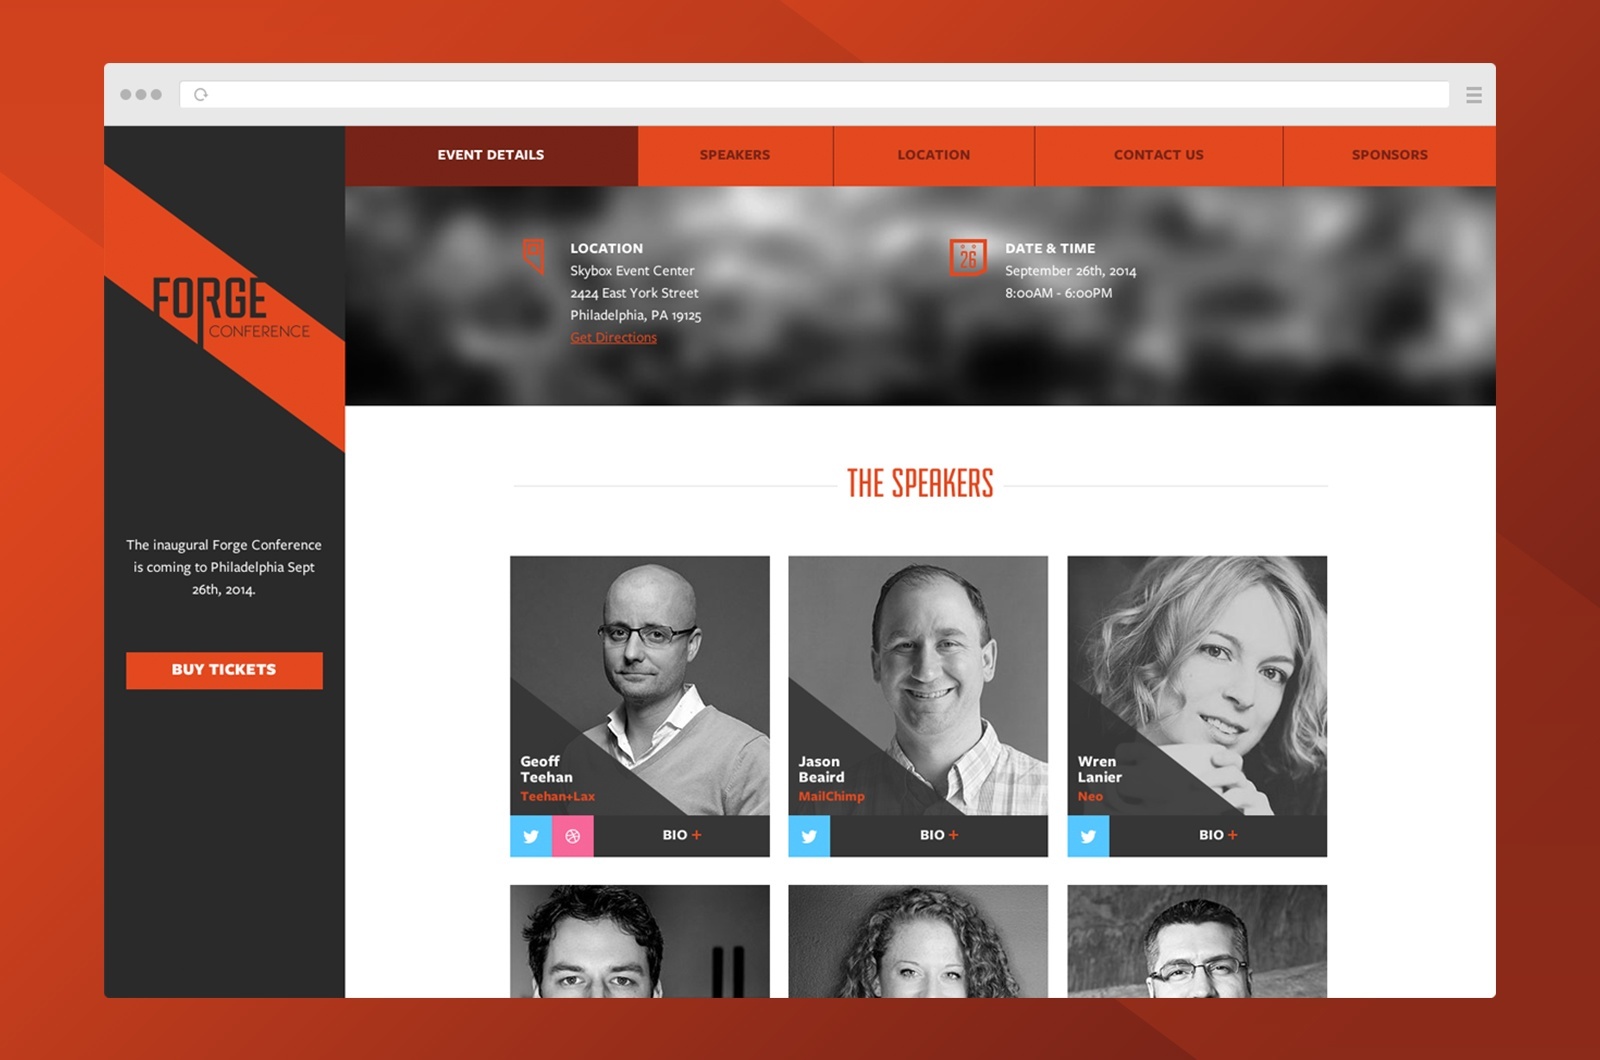 EVENT DETAILS
SPEAKERS
LOCATION
CONTACT US
SPONSORS
FORGE
CONFERENCE
The inaugural Forge Conference
is coming to Philadelphia Sept
26th, 2014.
BUY TICKETS
LOCATION
Skybox Event Center
2424 East York Street
Philadelphia, PA 19125
Get Directions
26
DATE & TIME
September 26th, 2014
8:00AM - 6:00PM
THE SPEAKERS
Geoff
Teehan
Teehan+Lax
BIO +
Jason
Beaird
MailChimp
BIO +
Wren
Lanier
Neo
BIO +